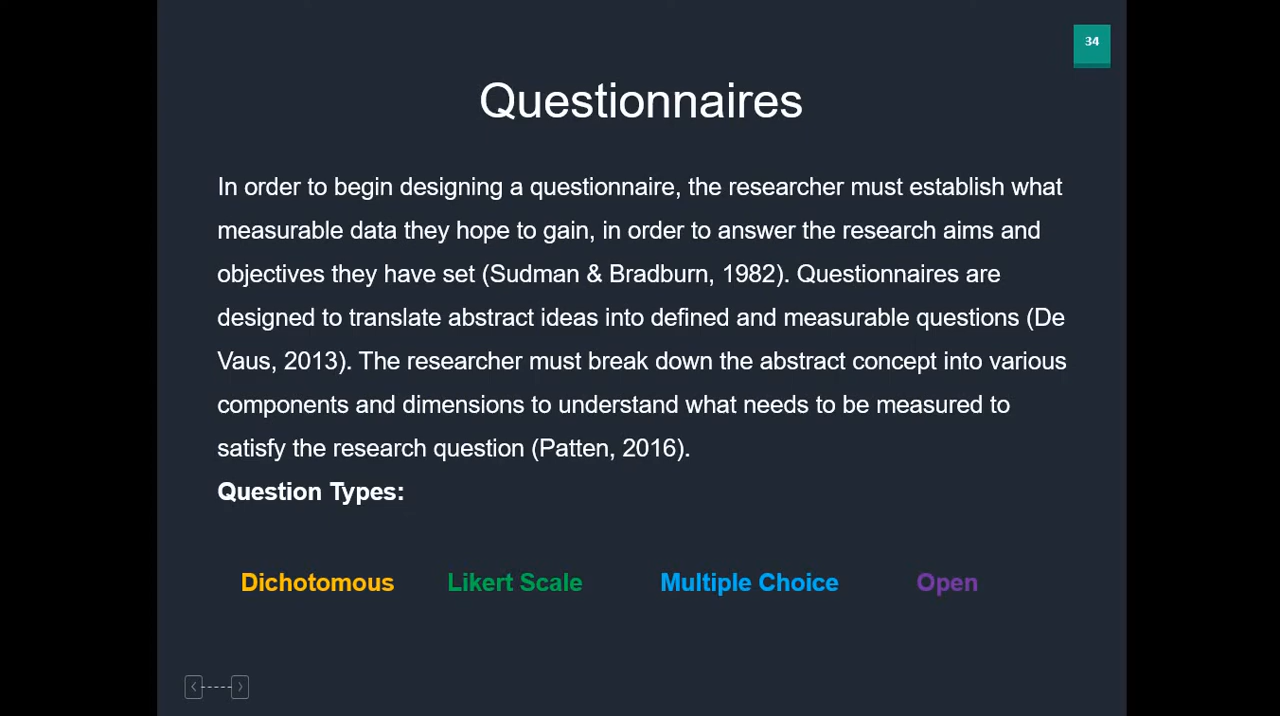 34
Questionnaires
In order to begin designing a questionnaire, the researcher must establish what
measurable data they hope to gain, in order to answer the research aims and
objectives they have set (Sudman & Bradburn, 1982). Questionnaires are
designed to translate abstract ideas into defined and measurable questions (De
Vaus, 2013). The researcher must break down the abstract concept into various
components and dimensions to understand what needs to be measured to
satisfy the research question (Patten, 2016).
Question Types:
Dichotomous Likert Scale Multiple Choice Open